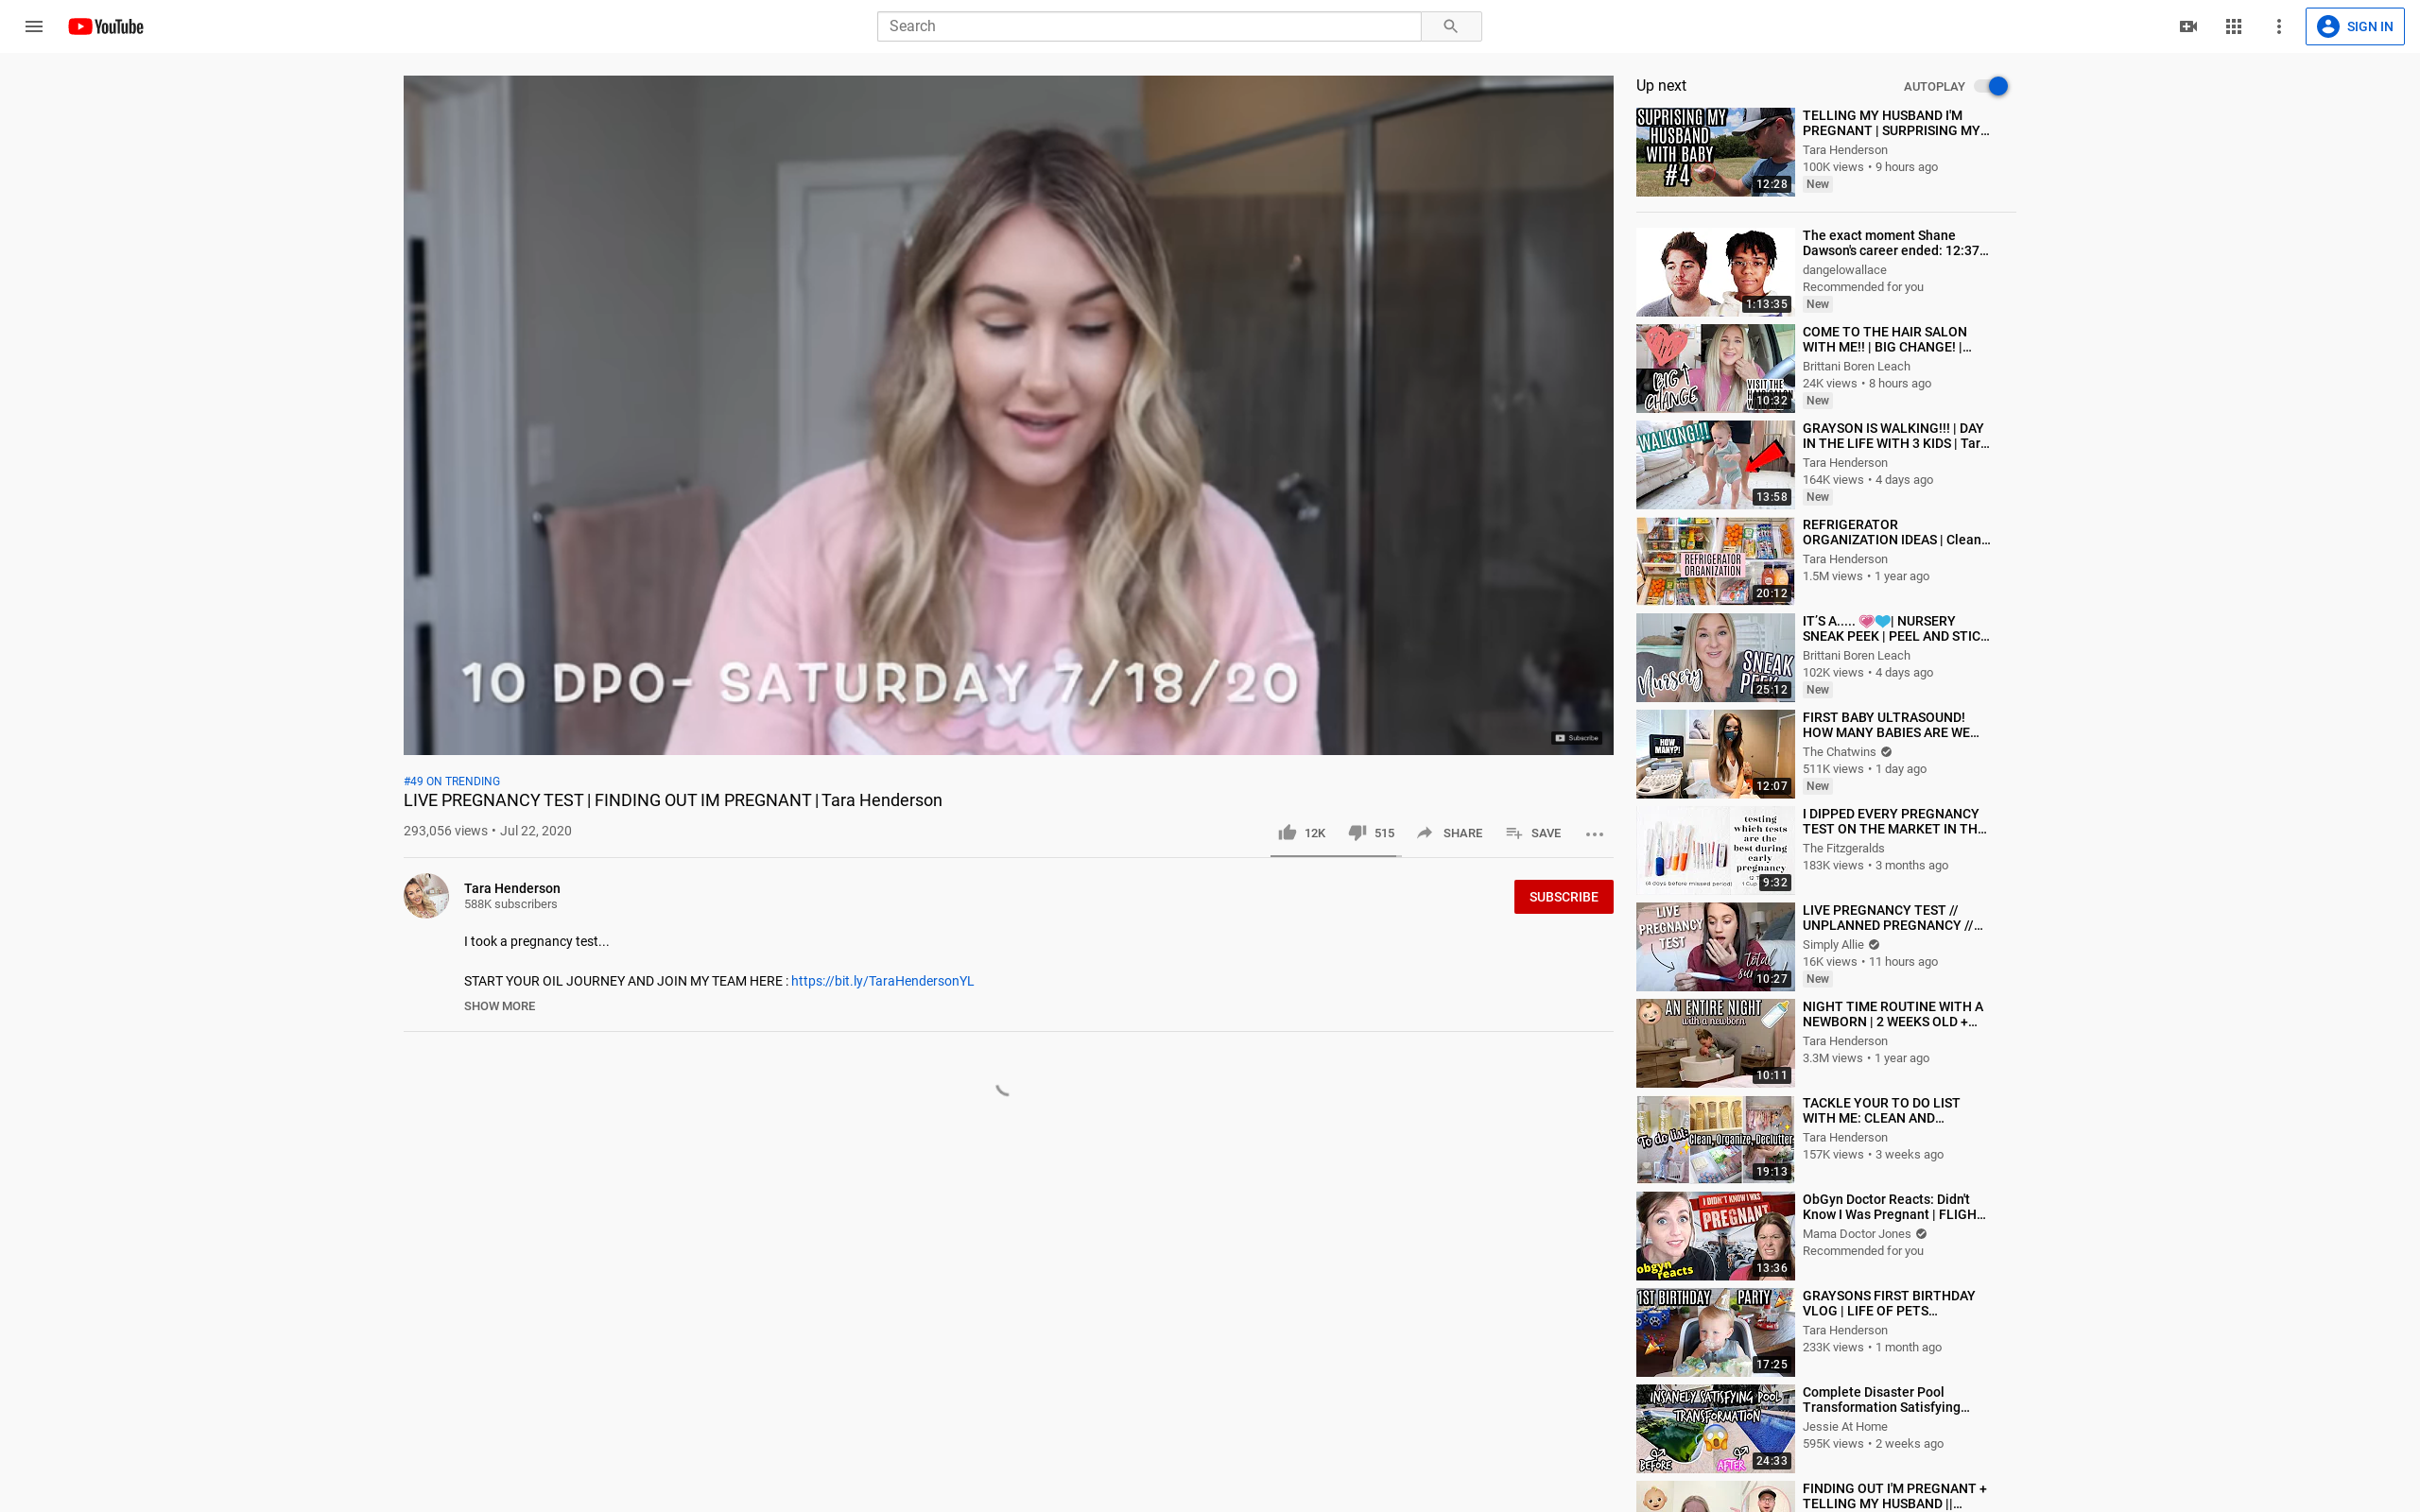 YouTube
Search
SIGN IN
10 DPO- SATURDAY 7/18/20
Subscribe
#49 ON TRENDING
LIVE PREGNANCY TEST | FINDING OUT IM PREGNANT | Tara Henderson
293,056 views • Jul 22, 2020
12K
515
SHARE
SAVE
Tara Henderson
588K subscribers
SUBSCRIBE
I took a pregnancy test...
START YOUR OIL JOURNEY AND JOIN MY TEAM HERE : https://bit.ly/TaraHendersonYL
SHOW MORE
Up next
AUTOPLAY
SUPRISING MY
HUSBAND
WITH BABY
#4
12:28
TELLING MY HUSBAND I'M
PREGNANT | SURPRISING MY...
Tara Henderson
100K views • 9 hours ago
New
1:13:35
The exact moment Shane
Dawson's career ended: 12:37...
dangelowallace
Recommended for you
New
BIG
CHANGE
VISIT THE
10:32
COME TO THE HAIR SALON
WITH ME!! | BIG CHANGE! |...
Brittani Boren Leach
24K views • 8 hours ago
New
WALKING!!!
13:58
GRAYSON IS WALKING!!! | DAY
IN THE LIFE WITH 3 KIDS | Tar...
Tara Henderson
164K views • 4 days ago
New
REFRIGERATOR
ORGANIZATION
20:12
REFRIGERATOR
ORGANIZATION IDEAS | Clean...
Tara Henderson
1.5M views • 1 year ago
Nursery
SNEAK
PEEK
25:12
IT'S A..... 💗💙| NURSERY
SNEAK PEEK | PEEL AND STIC...
Brittani Boren Leach
102K views • 4 days ago
New
HOW
MANY?!
12:07
FIRST BABY ULTRASOUND!
HOW MANY BABIES ARE WE...
The Chatwins
511K views • 1 day ago
New
testing
which tests
are the
best during
early
pregnancy
(4 days before missed period)
9:32
I DIPPED EVERY PREGNANCY
TEST ON THE MARKET IN TH...
The Fitzgeralds
183K views • 3 months ago
LIVE
PREGNANCY
TEST
total
10:27
LIVE PREGNANCY TEST //
UNPLANNED PREGNANCY //...
Simply Allie
16K views • 11 hours ago
New
AN ENTIRE NIGHT
with a newborn
10:11
NIGHT TIME ROUTINE WITH A
NEWBORN | 2 WEEKS OLD +...
Tara Henderson
3.3M views • 1 year ago
To do list:
Clean, Organize, Declutter
19:13
TACKLE YOUR TO DO LIST
WITH ME: CLEAN AND...
Tara Henderson
157K views • 3 weeks ago
I DIDN'T KNOW I WAS
PREGNANT
obgyn
reacts
13:36
ObGyn Doctor Reacts: Didn't
Know I Was Pregnant | FLIGH...
Mama Doctor Jones
Recommended for you
1ST BIRTHDAY PARTY
17:25
GRAYSONS FIRST BIRTHDAY
VLOG | LIFE OF PETS...
Tara Henderson
233K views • 1 month ago
INSANELY SATISFYING POOL
TRANSFORMATION
BEFORE
AFTER
24:33
Complete Disaster Pool
Transformation Satisfying...
Jessie At Home
595K views • 2 weeks ago
FINDING OUT I'M PREGNANT +
TELLING MY HUSBAND ||...